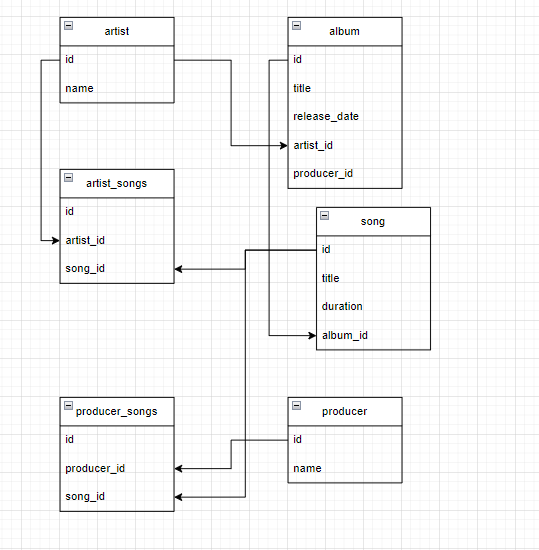 artist
id
name
album
id
title
release_date
artist_id
producer_id
artist_songs
id
artist_id
song_id
song
id
title
duration
album_id
producer_songs
id
producer_id
song_id
producer
id
name